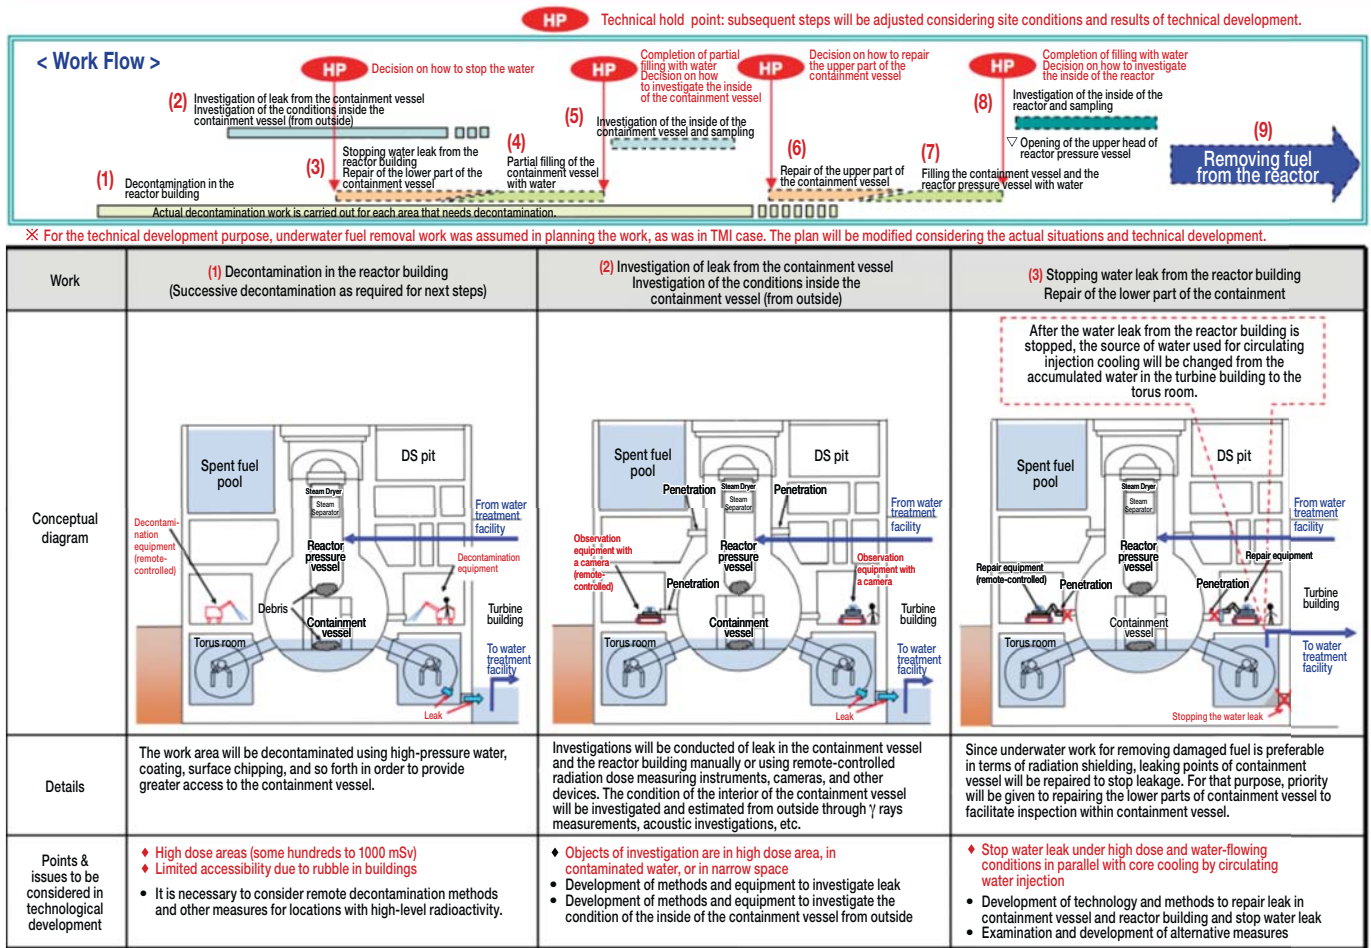 HP Technical hold point: subsequent steps will be adjusted considering site conditions and results of technical development.
< Work Flow >
HP Decision on how to stop the water
HP
Completion of partial
filling with water
Decision on how
to investigate the inside
of the containment vessel
HP
Decision on how to repair
the upper part of the
containment vessel
HP
Completion of filling with water
Decision on how to investigate
the inside of the reactor
(2) Investigation of leak from the containment vessel
Investigation of the conditions inside the
containment vessel (from outside)
(5) Investigation of the inside of the
containment vessel and sampling
(8) Investigation of the inside of the
reactor and sampling
▽ Opening of the upper head of
reactor pressure vessel
(9)
Removing fuel
from the reactor
(1) Decontamination in the
reactor building
(3) Stopping water leak from the
reactor building
Repair of the lower part of the
containment vessel
(4)
Partial filling of the
containment vessel
with water
(6)
Repair of the upper part of
the containment vessel
(7)
Filling the containment vessel and the
reactor pressure vessel with water
Actual decontamination work is carried out for each area that needs decontamination.
※ For the technical development purpose, underwater fuel removal work was assumed in planning the work, as was in TMI case. The plan will be modified considering the actual situations and technical development.
Work
(1) Decontamination in the reactor building
(Successive decontamination as required for next steps)
(2) Investigation of leak from the containment vessel
Investigation of the conditions inside the
containment vessel (from outside)
(3) Stopping water leak from the reactor building
Repair of the lower part of the containment
Conceptual
diagram
Spent fuel
pool
DS pit
Steam Dryer
Steam
Separator
From water
treatment
facility
Decontami-
nation
equipment
(remote-
controlled)
Reactor
pressure
vessel
Decontamination
equipment
Debris
Containment
vessel
Turbine
building
Torus room
To water
treatment
facility
Leak
Spent fuel
pool
DS pit
Penetration
Steam Dryer
Steam
Separator
Penetration
From water
treatment
facility
Observation
equipment with
a camera
(remote-
controlled)
Reactor
pressure
vessel
Observation
equipment with
a camera
Penetration
Containment
vessel
Turbine
building
Torus room
To water
treatment
facility
Leak
After the water leak from the reactor building is
stopped, the source of water used for circulating
injection cooling will be changed from the
accumulated water in the turbine building to the
torus room.
Spent fuel
pool
DS pit
Steam Dryer
Steam
Separator
From water
treatment
facility
Reactor
pressure
vessel
Repair equipment
Repair equipment
(remote-controlled)
Penetration
Penetration
Containment
vessel
Turbine
building
Torus room
To water
treatment
facility
Stopping the water leak
Details
The work area will be decontaminated using high-pressure water,
coating, surface chipping, and so forth in order to provide
greater access to the containment vessel.
Investigations will be conducted of leak in the containment vessel
and the reactor building manually or using remote-controlled
radiation dose measuring instruments, cameras, and other
devices. The condition of the interior of the containment vessel
will be investigated and estimated from outside through γ rays
measurements, acoustic investigations, etc.
Since underwater work for removing damaged fuel is preferable
in terms of radiation shielding, leaking points of containment
vessel will be repaired to stop leakage. For that purpose, priority
will be given to repairing the lower parts of containment vessel to
facilitate inspection within containment vessel.
Points &
issues to be
considered in
technological
development
♦ High dose areas (some hundreds to 1000 mSv)
♦ Limited accessibility due to rubble in buildings
• It is necessary to consider remote decontamination methods
and other measures for locations with high-level radioactivity.
♦ Objects of investigation are in high dose area, in
contaminated water, or in narrow space
• Development of methods and equipment to investigate leak
• Development of methods and equipment to investigate the
condition of the inside of the containment vessel from outside
♦ Stop water leak under high dose and water-flowing
conditions in parallel with core cooling by circulating
water injection
• Development of technology and methods to repair leak in
containment vessel and reactor building and stop water leak
• Examination and development of alternative measures